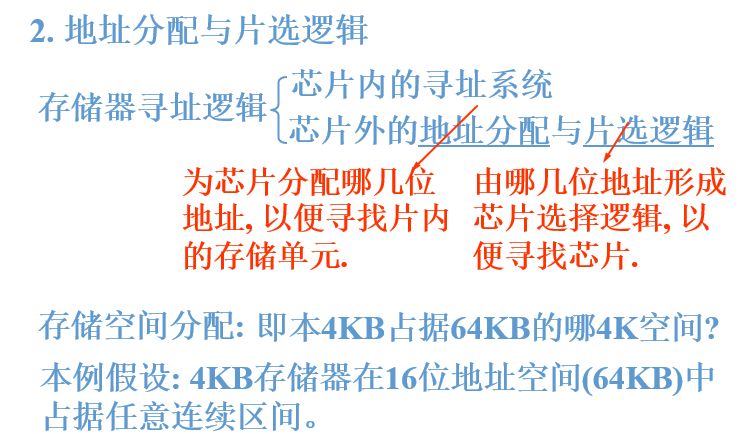 2. 地址分配与片选逻辑
存储器寻址逻辑
芯片内的寻址系统
芯片外的地址分配与片选逻辑
为芯片分配哪几位
地址, 以便寻找片内
的存储单元.
由哪几位地址形成
芯片选择逻辑, 以
便寻找芯片.
存储空间分配: 即本4KB占据64KB的哪4K空间?
本例假设: 4KB存储器在16位地址空间(64KB)中
占据任意连续区间。